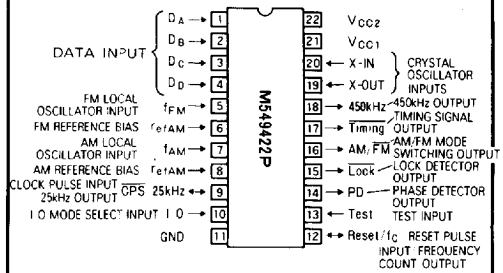 DATA INPUT
DA 1
DB 2
DC 3
DD 4
FM LOCAL OSCILLATOR INPUT fFM 5
FM REFERENCE BIAS refAM 6
AM LOCAL OSCILLATOR INPUT fAM 7
AM REFERENCE BIAS refAM 8
CLOCK PULSE INPUT 25kHz OUTPUT CPS 25kHz 9
I O MODE SELECT INPUT I O 10
GND 11
M54922P
22 VCC2
21 VCC1
20 X-IN
19 X-OUT
CRYSTAL OSCILLATOR INPUTS
18 450kHz 450kHz OUTPUT
17 Timing TIMING SIGNAL OUTPUT
16 AM/FM AM/FM MODE SWITCHING OUTPUT
15 Lock LOCK DETECTOR OUTPUT
14 PD PHASE DETECTOR OUTPUT
13 Test TEST INPUT
12 Reset/fC RESET PULSE INPUT/FREQUENCY COUNT OUTPUT